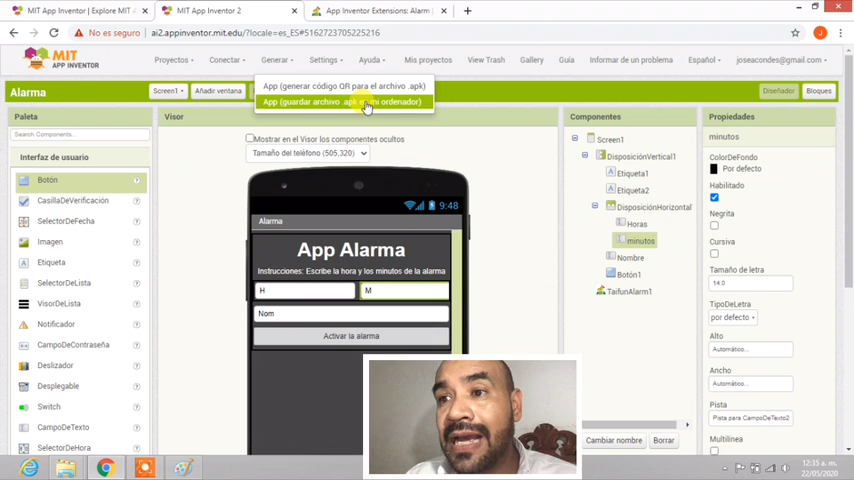 MIT App Inventor | Explore MIT A
MIT App Inventor 2
App Inventor Extensions: Alarm |
No es seguro | ai2.appinventor.mit.edu/?locale=es_ES#5162723705225216
MIT
APP INVENTOR
Proyectos
Conectar
Generar
Settings
Ayuda
Mis proyectos
View Trash
Gallery
Guía
Informar de un problema
Español
joseacondes@gmail.com
App (generar código QR para el archivo .apk)
App (guardar archivo .apk en mi ordenador)
Alarma
Screen1
Añadir ventana
Diseñador
Bloques
Paleta
Search Components...
Interfaz de usuario
Botón
CasillaDeVerificación
SelectorDeFecha
Imagen
Etiqueta
SelectorDeLista
VisorDeLista
Notificador
CampoDeContraseña
Deslizador
Desplegable
Switch
CampoDeTexto
SelectorDeHora
Visor
Mostrar en el Visor los componentes ocultos
Tamaño del teléfono (505,320)
9:48
Alarma
App Alarma
Instrucciones: Escribe la hora y los minutos de la alarma
H
M
Nom
Activar la alarma
Componentes
Screen1
DisposiciónVertical1
Etiqueta1
Etiqueta2
DisposiciónHorizontal
Horas
minutos
Nombre
Botón1
TaifunAlarm1
Cambiar nombre
Borrar
Propiedades
minutos
ColorDeFondo
Por defecto
Habilitado
Negrita
Cursiva
Tamaño de letra
14.0
TipoDeLetra
por defecto
Alto
Automático...
Ancho
Automático...
Pista
Pista para CampoDeTexto2
Multilínea
12:35 a. m.
22/05/2020